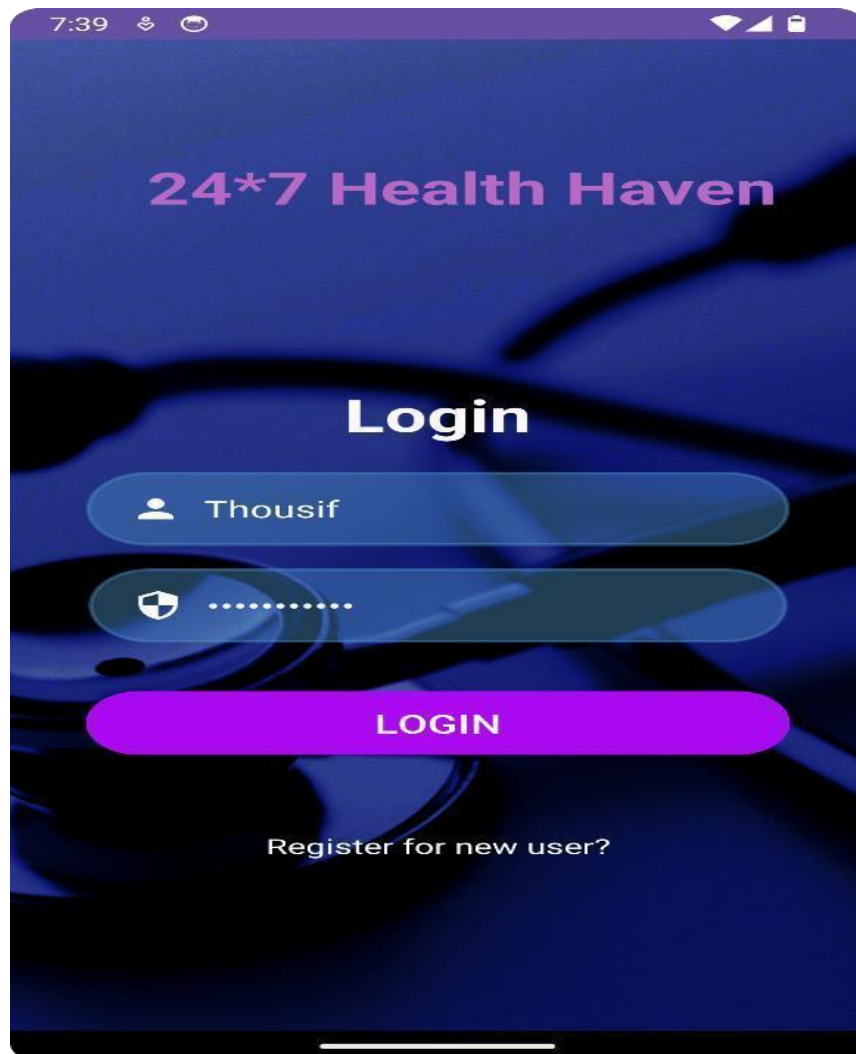 7:39
24*7 Health Haven
Login
Thousif
•••••••••••
LOGIN
Register for new user?